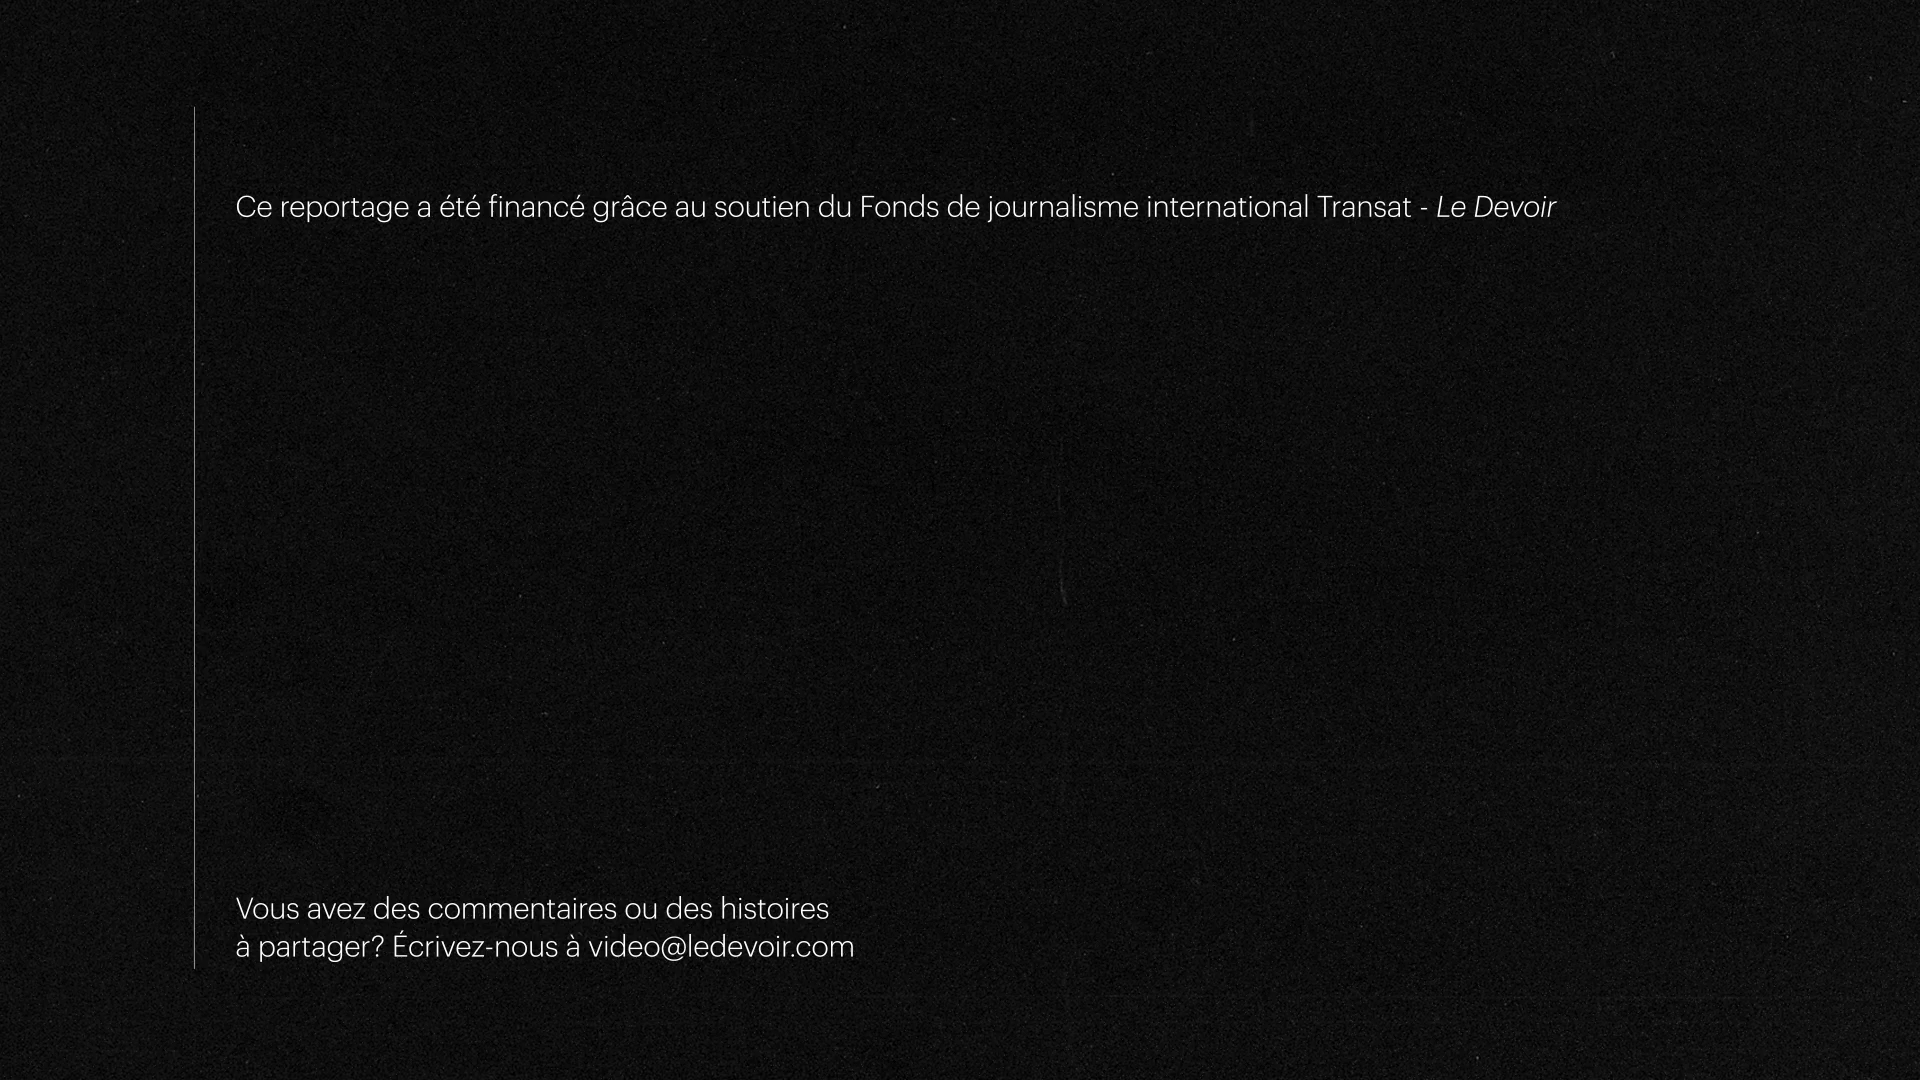 Ce reportage a été financé grâce au soutien du Fonds de journalisme international Transat - Le Devoir
Vous avez des commentaires ou des histoires
à partager? Écrivez-nous à video@ledevoir.com